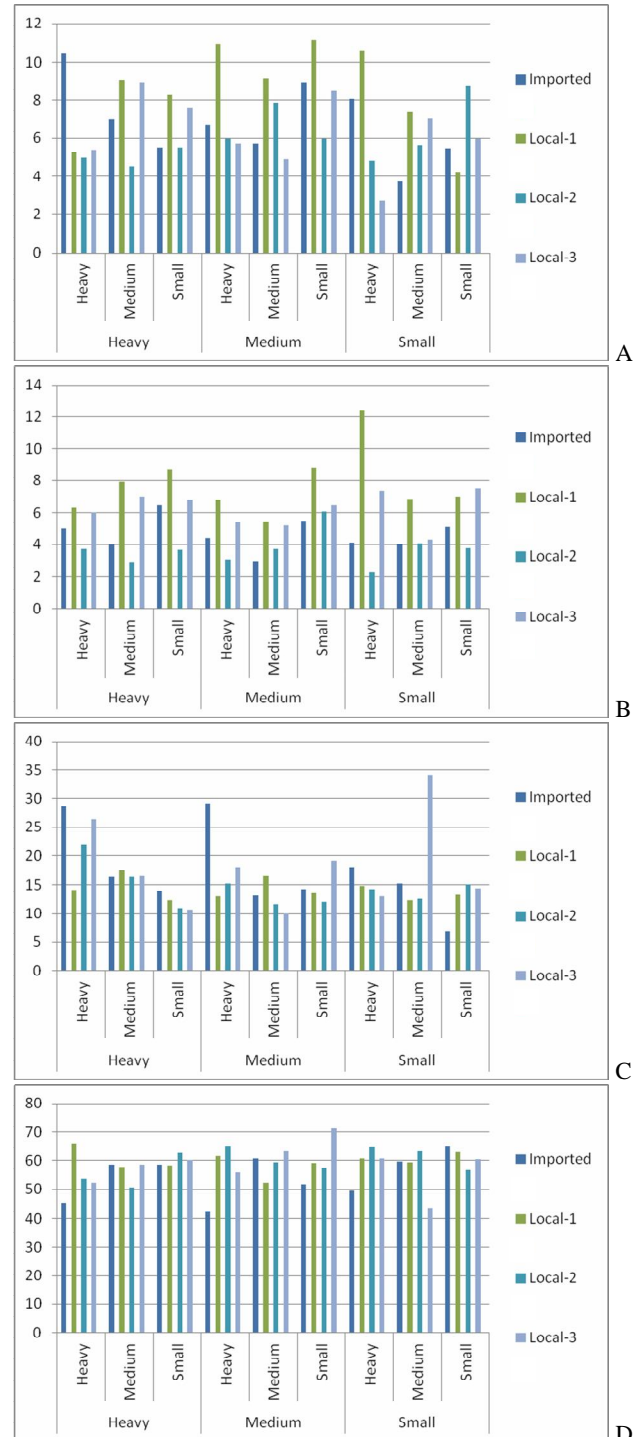 12
10
8
6
4
2
0
Heavy Medium Small Heavy Medium Small Heavy Medium Small
Heavy Medium Small
Imported
Local-1
Local-2
Local-3
A
14
12
10
8
6
4
2
0
Heavy Medium Small Heavy Medium Small Heavy Medium Small
Heavy Medium Small
Imported
Local-1
Local-2
Local-3
B
40
35
30
25
20
15
10
5
0
Heavy Medium Small Heavy Medium Small Heavy Medium Small
Heavy Medium Small
Imported
Local-1
Local-2
Local-3
C
80
70
60
50
40
30
20
10
0
Heavy Medium Small Heavy Medium Small Heavy Medium Small
Heavy Medium Small
Imported
Local-1
Local-2
Local-3
D